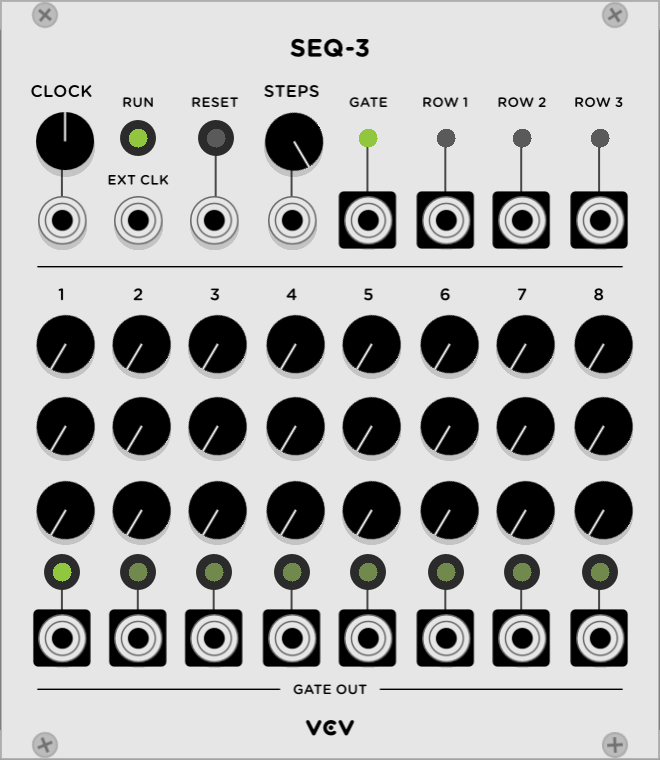 SEQ-3
CLOCK RUN RESET STEPS GATE ROW 1 ROW 2 ROW 3
EXT CLK
1 2 3 4 5 6 7 8
GATE OUT
VCV